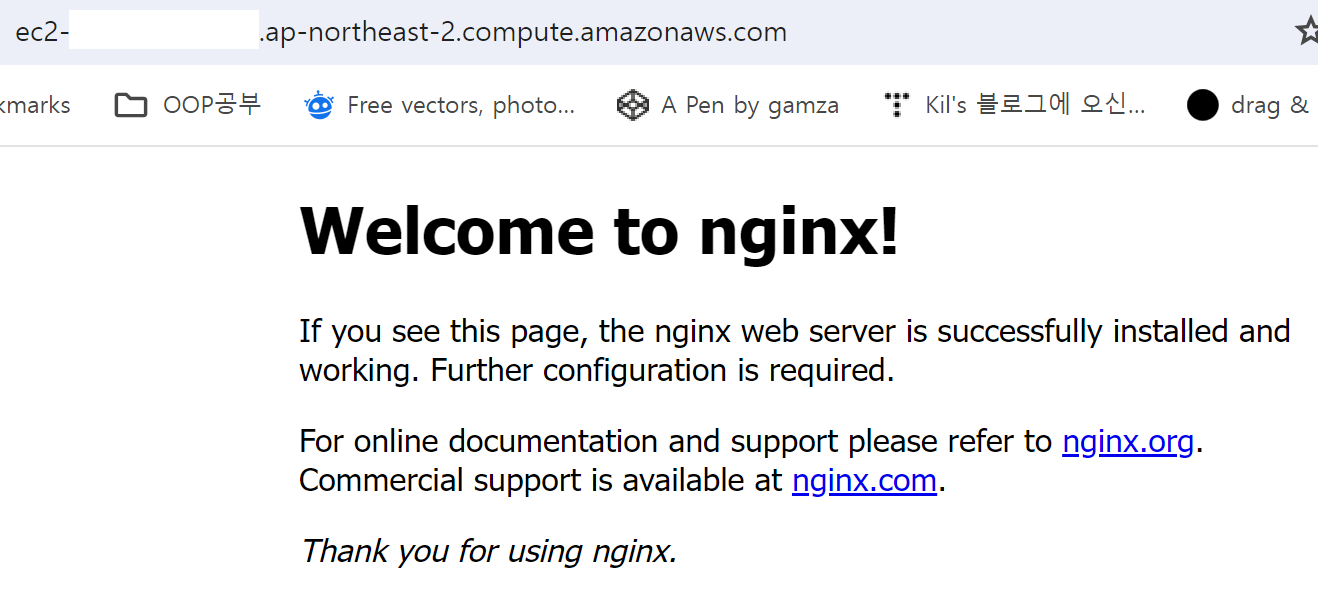 ec2-
.ap-northeast-2.compute.amazonaws.com
kmarks
OOP공부
Free vectors, photo...
A Pen by gamza
Kil's 블로그에 오신...
drag &
Welcome to nginx!
If you see this page, the nginx web server is successfully installed and
working. Further configuration is required.
For online documentation and support please refer to nginx.org.
Commercial support is available at nginx.com.
Thank you for using nginx.